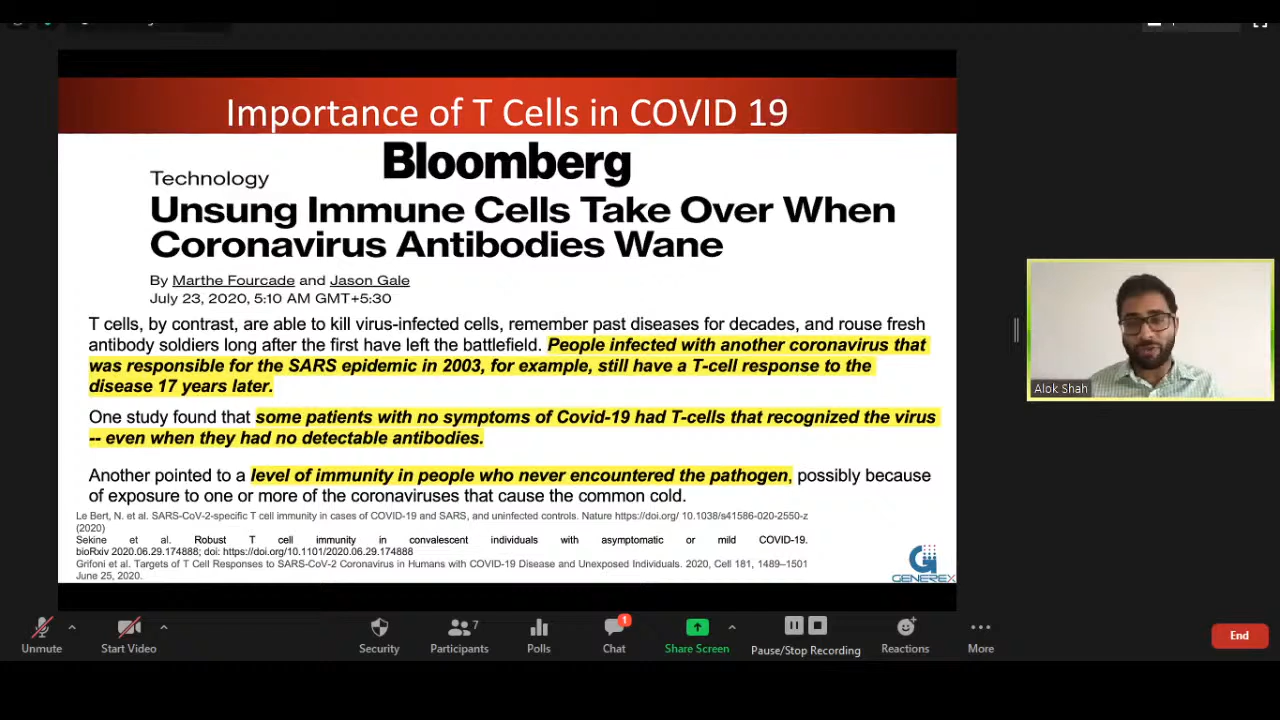 Importance of T Cells in COVID 19
Bloomberg
Technology
Unsung Immune Cells Take Over When
Coronavirus Antibodies Wane
By Marthe Fourcade and Jason Gale
July 23, 2020, 5:10 AM GMT+5:30
T cells, by contrast, are able to kill virus-infected cells, remember past diseases for decades, and rouse fresh
antibody soldiers long after the first have left the battlefield. People infected with another coronavirus that
was responsible for the SARS epidemic in 2003, for example, still have a T-cell response to the
disease 17 years later.
One study found that some patients with no symptoms of Covid-19 had T-cells that recognized the virus
-- even when they had no detectable antibodies.
Another pointed to a level of immunity in people who never encountered the pathogen, possibly because
of exposure to one or more of the coronaviruses that cause the common cold.
Le Bert, N. et al. SARS-CoV-2-specific T cell immunity in cases of COVID-19 and SARS, and uninfected controls. Nature https://doi.org/ 10.1038/s41586-020-2550-z
(2020)
Sekine et al. Robust T cell immunity in convalescent individuals with asymptomatic or mild COVID-19.
bioRxiv 2020.06.29.174888; doi: https://doi.org/10.1101/2020.06.29.174888
Grifoni et al. Targets of T Cell Responses to SARS-CoV-2 Coronavirus in Humans with COVID-19 Disease and Unexposed Individuals. 2020, Cell 181, 1489–1501
June 25, 2020.
GENEREX
Alok Shah
Unmute
Start Video
Security
7
Participants
Polls
1
Chat
Share Screen
Pause/Stop Recording
Reactions
More
End